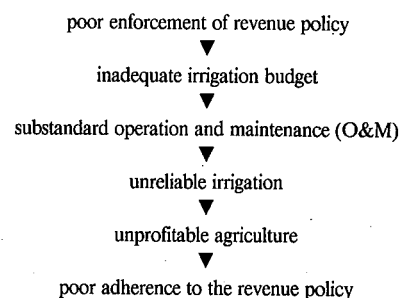 poor enforcement of revenue policy
inadequate irrigation budget
substandard operation and maintenance (O&M)
unreliable irrigation
unprofitable agriculture
poor adherence to the revenue policy